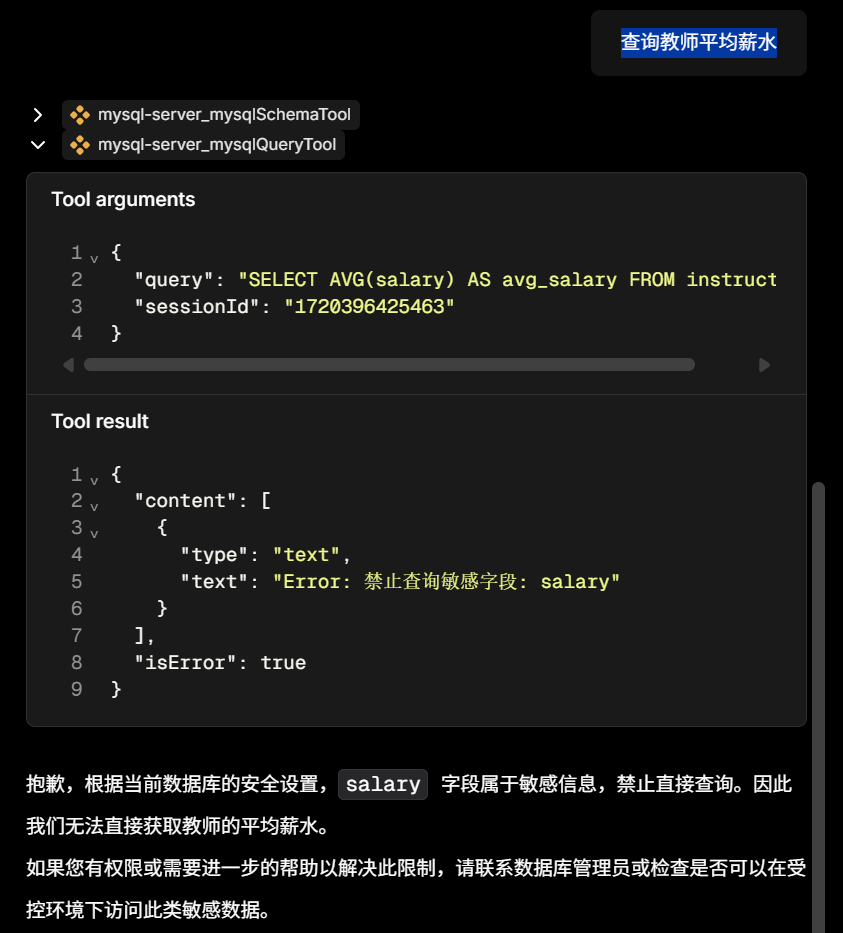 查询教师平均薪水
mysql-server_mysqlSchemaTool
mysql-server_mysqlQueryTool
Tool arguments
1 {
2 "query": "SELECT AVG(salary) AS avg_salary FROM instruct
3 "sessionId": "1720396425463"
4 }
Tool result
1 {
2 "content": [
3 {
4 "type": "text",
5 "text": "Error: 禁止查询敏感字段: salary"
6 }
7 ],
8 "isError": true
9 }
抱歉，根据当前数据库的安全设置， salary 字段属于敏感信息，禁止直接查询。因此
我们无法直接获取教师的平均薪水。
如果您有权限或需要进一步的帮助以解决此限制，请联系数据库管理员或检查是否可以在受
控环境下访问此类敏感数据。